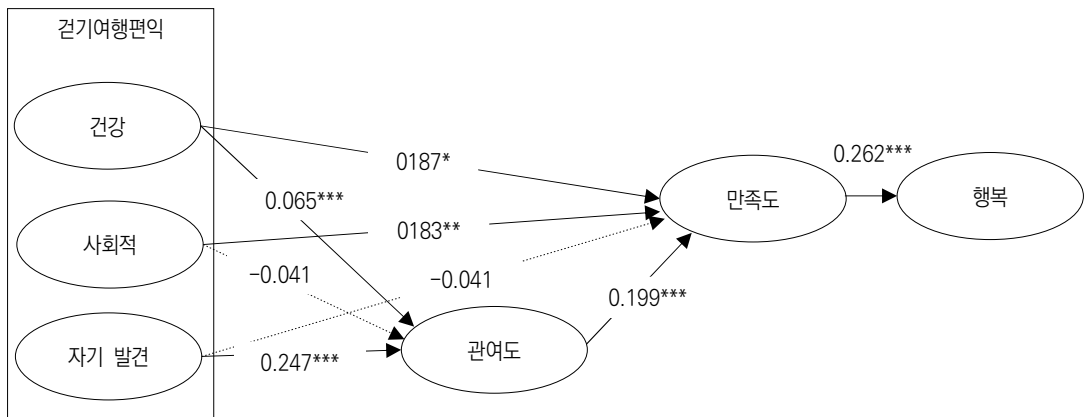 걷기여행편익
건강
사회적
자기 발견
0187*
0.065***
0183**
-0.041
-0.041
0.247***
관여도
0.199***
만족도
0.262***
행복